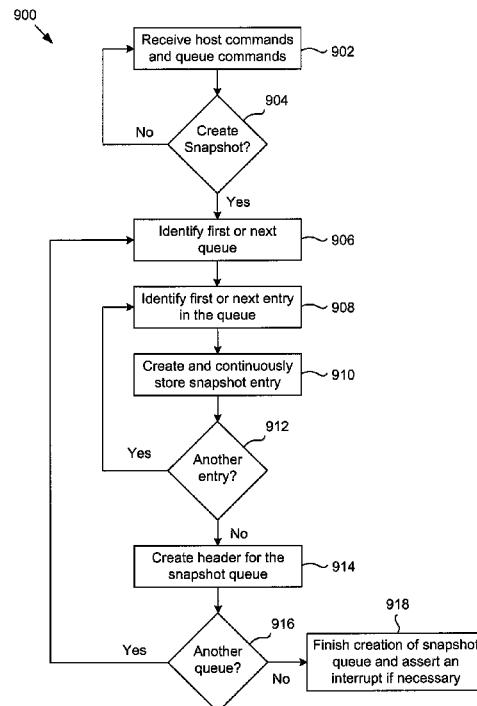 900
Receive host commands
and queue commands
902
904
Create
Snapshot?
No
Yes
Identify first or next
queue
906
Identify first or next entry
in the queue
908
Create and continuously
store snapshot entry
910
912
Another
entry?
Yes
No
Create header for the
snapshot queue
914
916
Another
queue?
Yes
No
918
Finish creation of snapshot
queue and assert an
interrupt if necessary